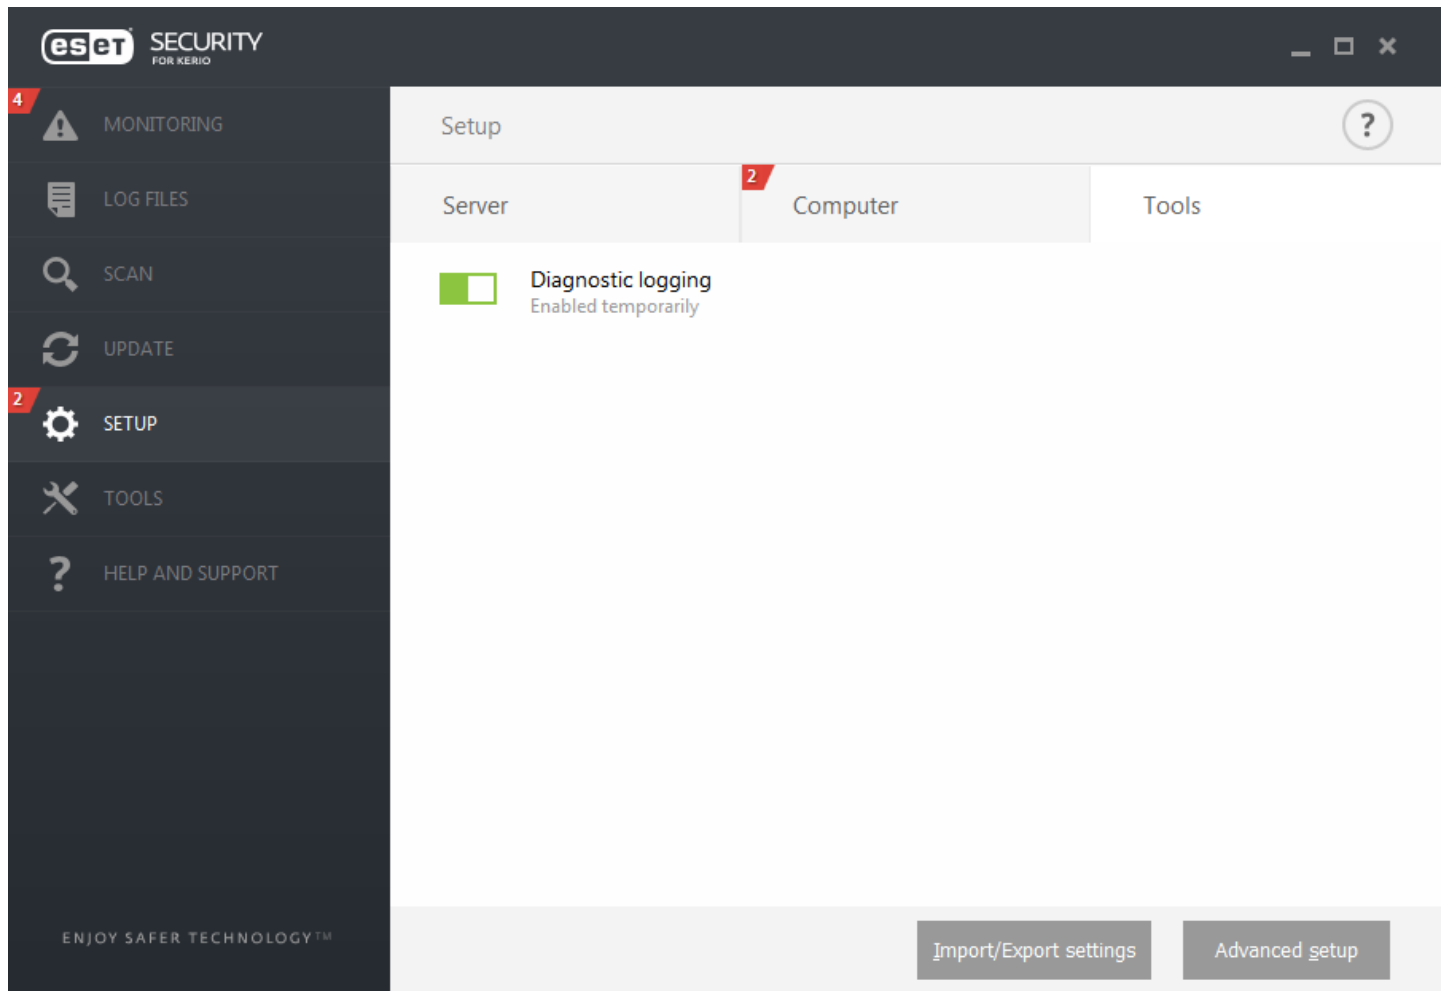 eset SECURITY
FOR KERIO
4
MONITORING
LOG FILES
SCAN
UPDATE
2
SETUP
TOOLS
? HELP AND SUPPORT
ENJOY SAFER TECHNOLOGY™
Setup
?
Server
2
Computer
Tools
Diagnostic logging
Enabled temporarily
Import/Export settings
Advanced setup